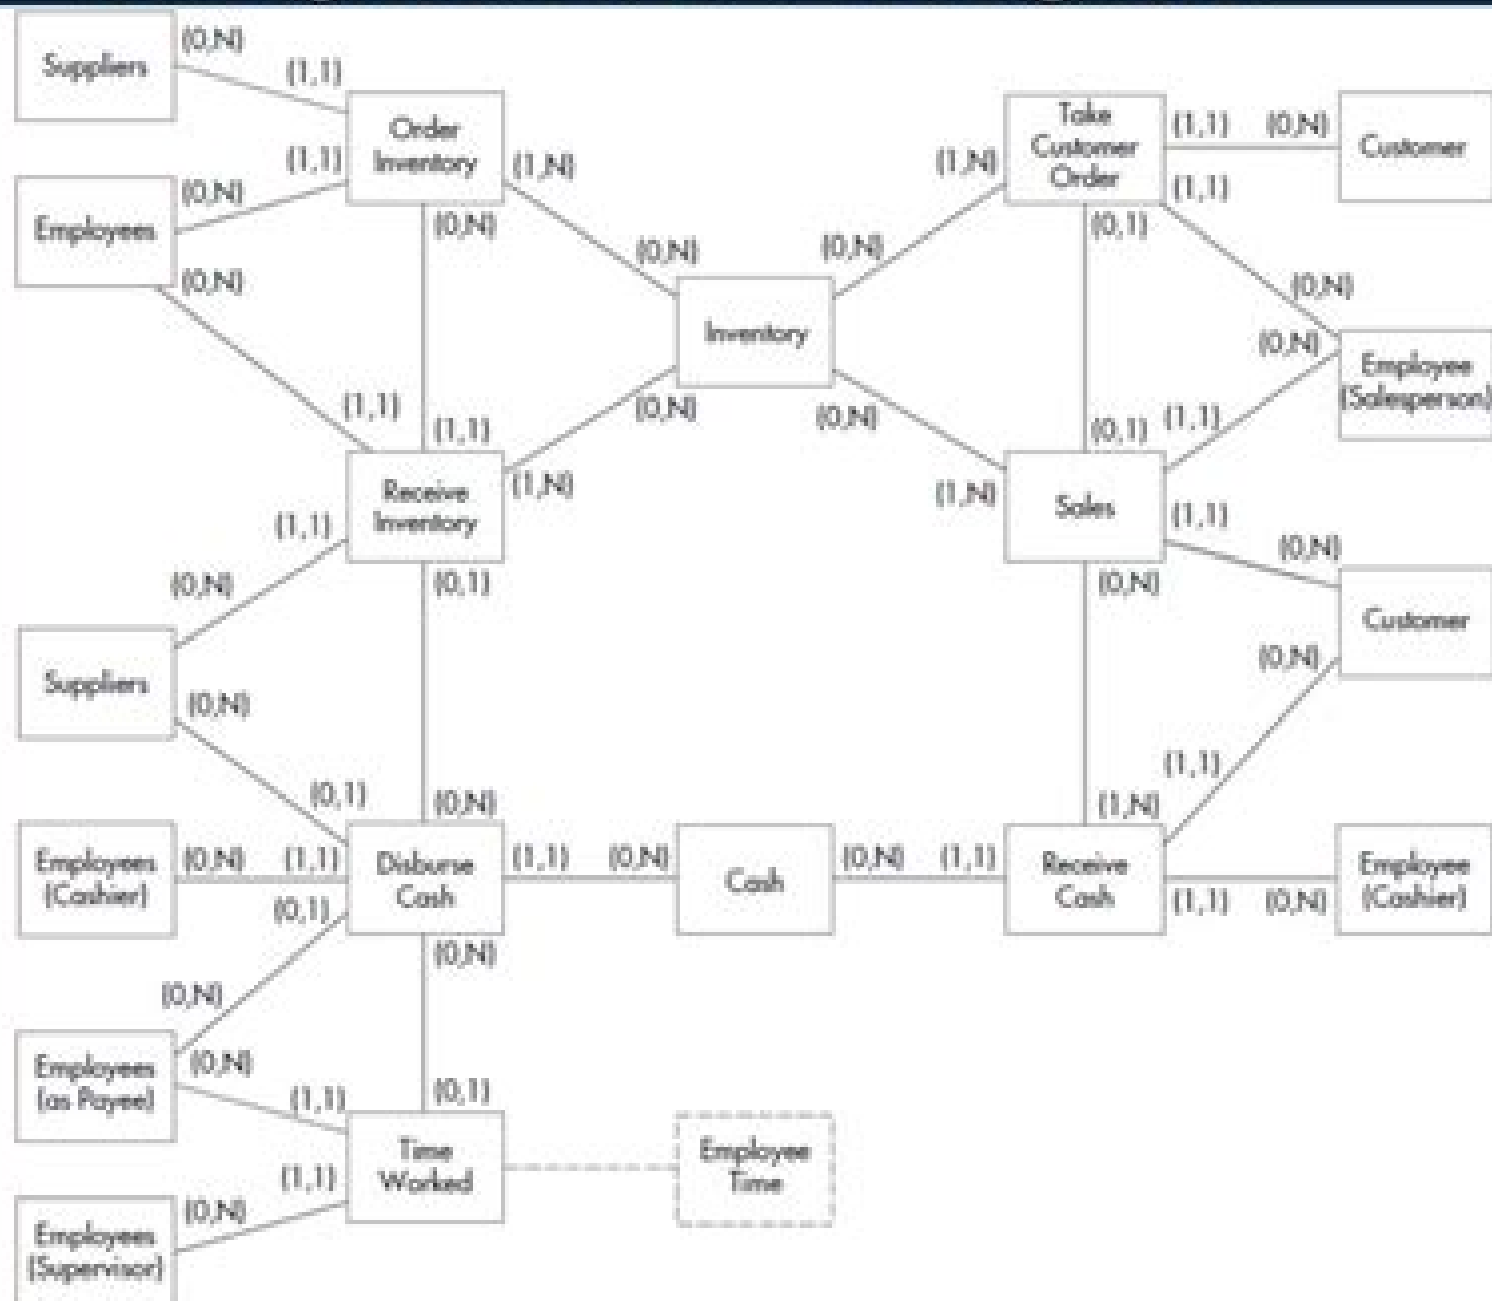 Suppliers
(0,N)
(1,1)
Order
Inventory
(1,1)
(0,N)
Employees
(0,N)
(1,N)
(0,N)
(0,N)
Inventory
(0,N)
(1,N)
Take
Customer
Order
(1,1)
(0,N)
Customer
(1,1)
(0,1)
(0,N)
(0,N)
Employee
(Salesperson)
(1,1)
(1,1)
Receive
Inventory
(1,N)
(0,N)
(0,N)
(1,N)
(0,1)
(1,1)
Sales
(1,1)
(0,N)
Customer
(0,N)
(0,N)
(1,1)
(0,N)
(0,1)
Suppliers
(0,N)
(0,1)
(0,N)
Employees
(Cashier)
(0,N)
(1,1)
Disburse
Cash
(1,1)
(0,N)
Cash
(0,N)
(1,1)
Receive
Cash
(1,N)
(1,1)
(1,1)
(0,N)
Employee
(Cashier)
(0,1)
(0,N)
(0,N)
Employees
(as Payee)
(0,N)
(1,1)
(0,1)
Time
Worked
Employee
Time
(1,1)
(0,N)
Employees
(Supervisor)